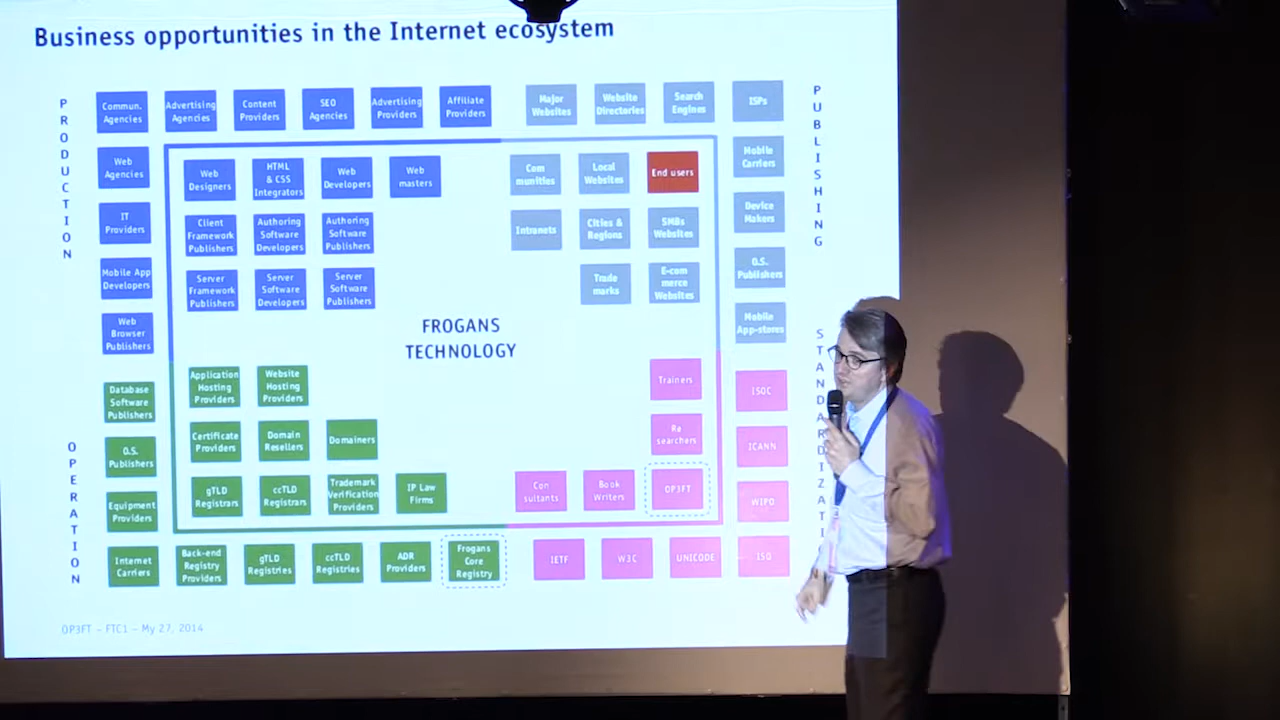 Business opportunities in the Internet ecosystem
PRODUCTION
Commun.
Agencies
Advertising
Agencies
Content
Providers
SEO
Agencies
Advertising
Providers
Affiliate
Providers
Major
Websites
Website
Directories
Search
Engines
ISPs
PUBLISHING
Web
Agencies
IT
Providers
Mobile App
Developers
Web
Browser
Publishers
Web
Designers
HTML
& CSS
Integrators
Web
Developers
Web
masters
Client
Framework
Publishers
Authoring
Software
Developers
Authoring
Software
Publishers
Server
Framework
Publishers
Server
Software
Developers
Server
Software
Publishers
Com
munities
Local
Websites
End users
Intranets
Cities &
Regions
SMBs
Websites
Trade
marks
E-com
merce
Websites
Mobile
Carriers
Device
Makers
O.S.
Publishers
Mobile
App-stores
FROGANS
TECHNOLOGY
OPERATION
Database
Software
Publishers
O.S.
Publishers
Equipment
Providers
Internet
Carriers
Application
Hosting
Providers
Website
Hosting
Providers
Certificate
Providers
Domain
Resellers
Domainers
gTLD
Registrars
ccTLD
Registrars
Trademark
Verification
Providers
IP Law
Firms
Back-end
Registry
Providers
gTLD
Registries
ccTLD
Registries
ADR
Providers
Frogans
Core
Registry
STANDARDIZATI
Trainers
Re
searchers
Con
sultants
Book
Writers
OP3FT
ISOC
ICANN
WIPO
IETF
W3C
UNICODE
ISO
OP3FT – FTC1 – My 27, 2014